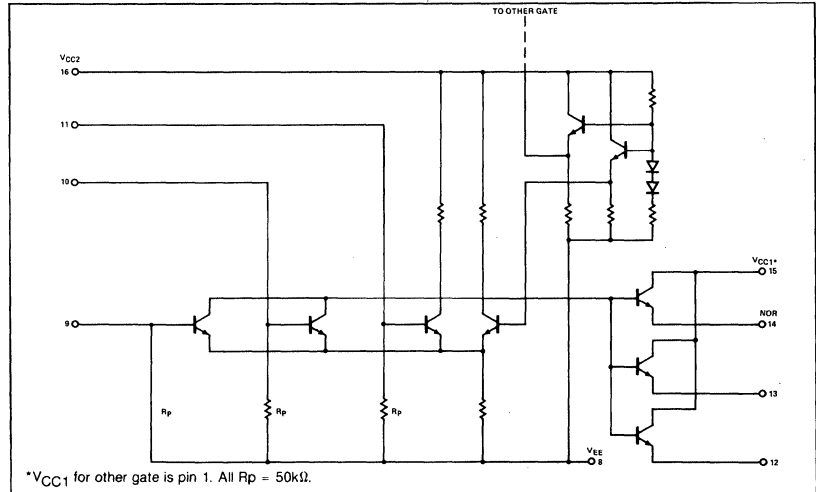 TO OTHER GATE
VCC2
16
11
10
9
VCC1*
15
NOR
14
13
12
RP
RP
RP
VEE
8
*VCC1 for other gate is pin 1. All Rp = 50kΩ.